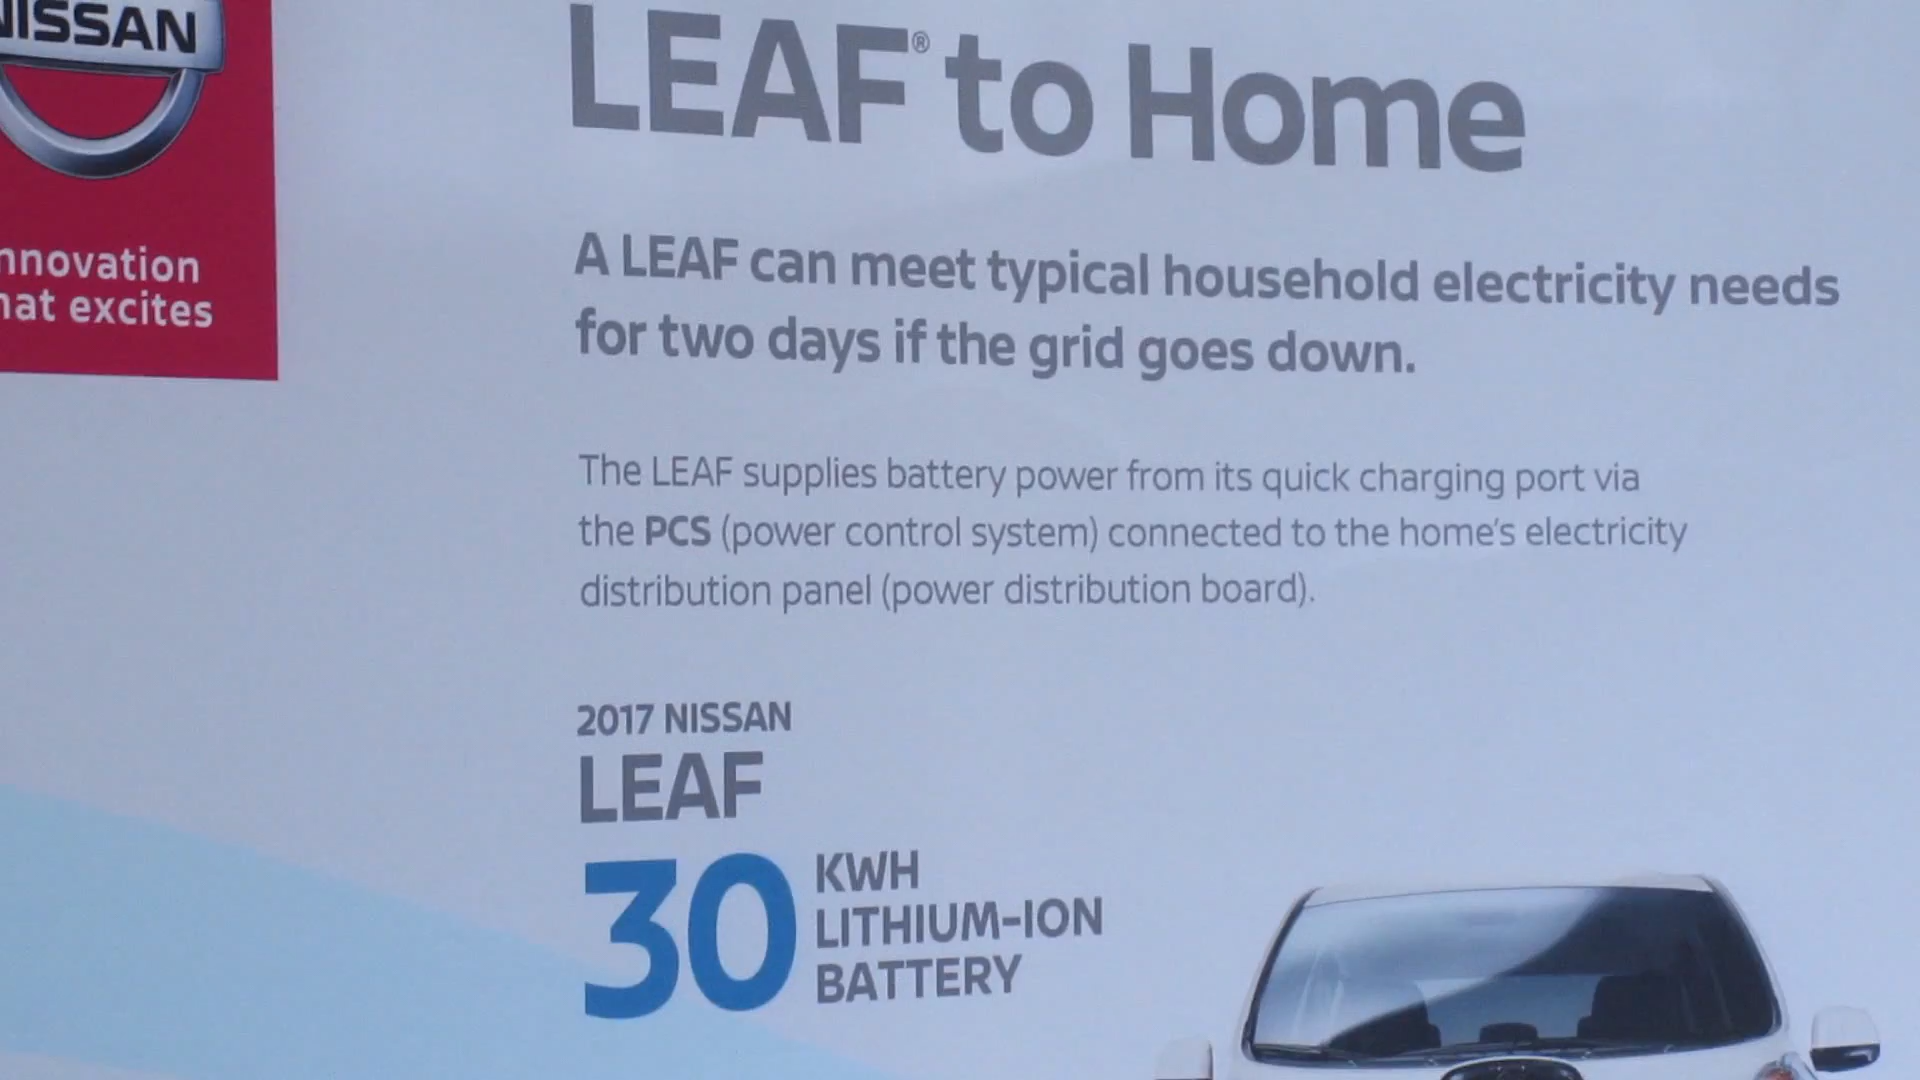 NISSAN
nnovation
hat excites
LEAF® to Home
A LEAF can meet typical household electricity needs
for two days if the grid goes down.
The LEAF supplies battery power from its quick charging port via
the PCS (power control system) connected to the home's electricity
distribution panel (power distribution board).
2017 NISSAN
LEAF
30 KWH
LITHIUM-ION
BATTERY